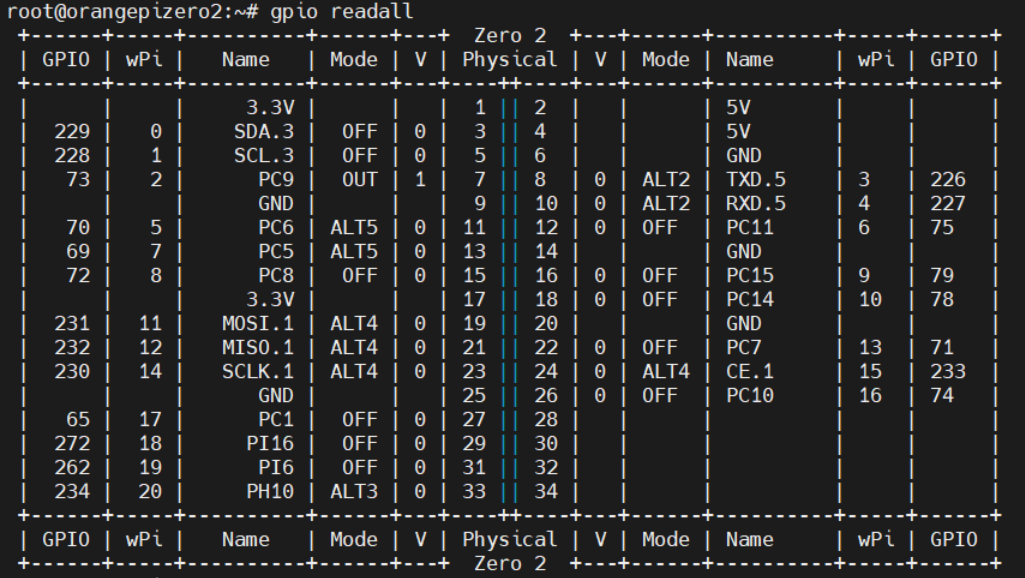 root@orangepizero2:~# gpio readall
 +------+-----+----------+------+---+  Zero 2  +---+------+----------+-----+------+
 | GPIO | wPi |   Name   | Mode | V | Physical | V | Mode | Name     | wPi | GPIO |
 +------+-----+----------+------+---+----++----+---+------+----------+-----+------+
 |      |     |     3.3V |      |   |  1 || 2  |   |      | 5V       |     |      |
 |  229 |   0 |    SDA.3 |  OFF | 0 |  3 || 4  |   |      | 5V       |     |      |
 |  228 |   1 |    SCL.3 |  OFF | 0 |  5 || 6  |   |      | GND      |     |      |
 |   73 |   2 |      PC9 |  OUT | 1 |  7 || 8  | 0 | ALT2 | TXD.5    | 3   | 226  |
 |      |     |      GND |      |   |  9 || 10 | 0 | ALT2 | RXD.5    | 4   | 227  |
 |   70 |   5 |      PC6 | ALT5 | 0 | 11 || 12 | 0 | OFF  | PC11     | 6   | 75   |
 |   69 |   7 |      PC5 | ALT5 | 0 | 13 || 14 |   |      | GND      |     |      |
 |   72 |   8 |      PC8 |  OFF | 0 | 15 || 16 | 0 | OFF  | PC15     | 9   | 79   |
 |      |     |     3.3V |      |   | 17 || 18 | 0 | OFF  | PC14     | 10  | 78   |
 |  231 |  11 |   MOSI.1 | ALT4 | 0 | 19 || 20 |   |      | GND      |     |      |
 |  232 |  12 |   MISO.1 | ALT4 | 0 | 21 || 22 | 0 | OFF  | PC7      | 13  | 71   |
 |  230 |  14 |   SCLK.1 | ALT4 | 0 | 23 || 24 | 0 | ALT4 | CE.1     | 15  | 233  |
 |      |     |      GND |      |   | 25 || 26 | 0 | OFF  | PC10     | 16  | 74   |
 |   65 |  17 |      PC1 |  OFF | 0 | 27 || 28 |   |      |          |     |      |
 |  272 |  18 |     PI16 |  OFF | 0 | 29 || 30 |   |      |          |     |      |
 |  262 |  19 |      PI6 |  OFF | 0 | 31 || 32 |   |      |          |     |      |
 |  234 |  20 |     PH10 | ALT3 | 0 | 33 || 34 |   |      |          |     |      |
 +------+-----+----------+------+---+----++----+---+------+----------+-----+------+
 | GPIO | wPi |   Name   | Mode | V | Physical | V | Mode | Name     | wPi | GPIO |
 +------+-----+----------+------+---+  Zero 2  +---+------+----------+-----+------+